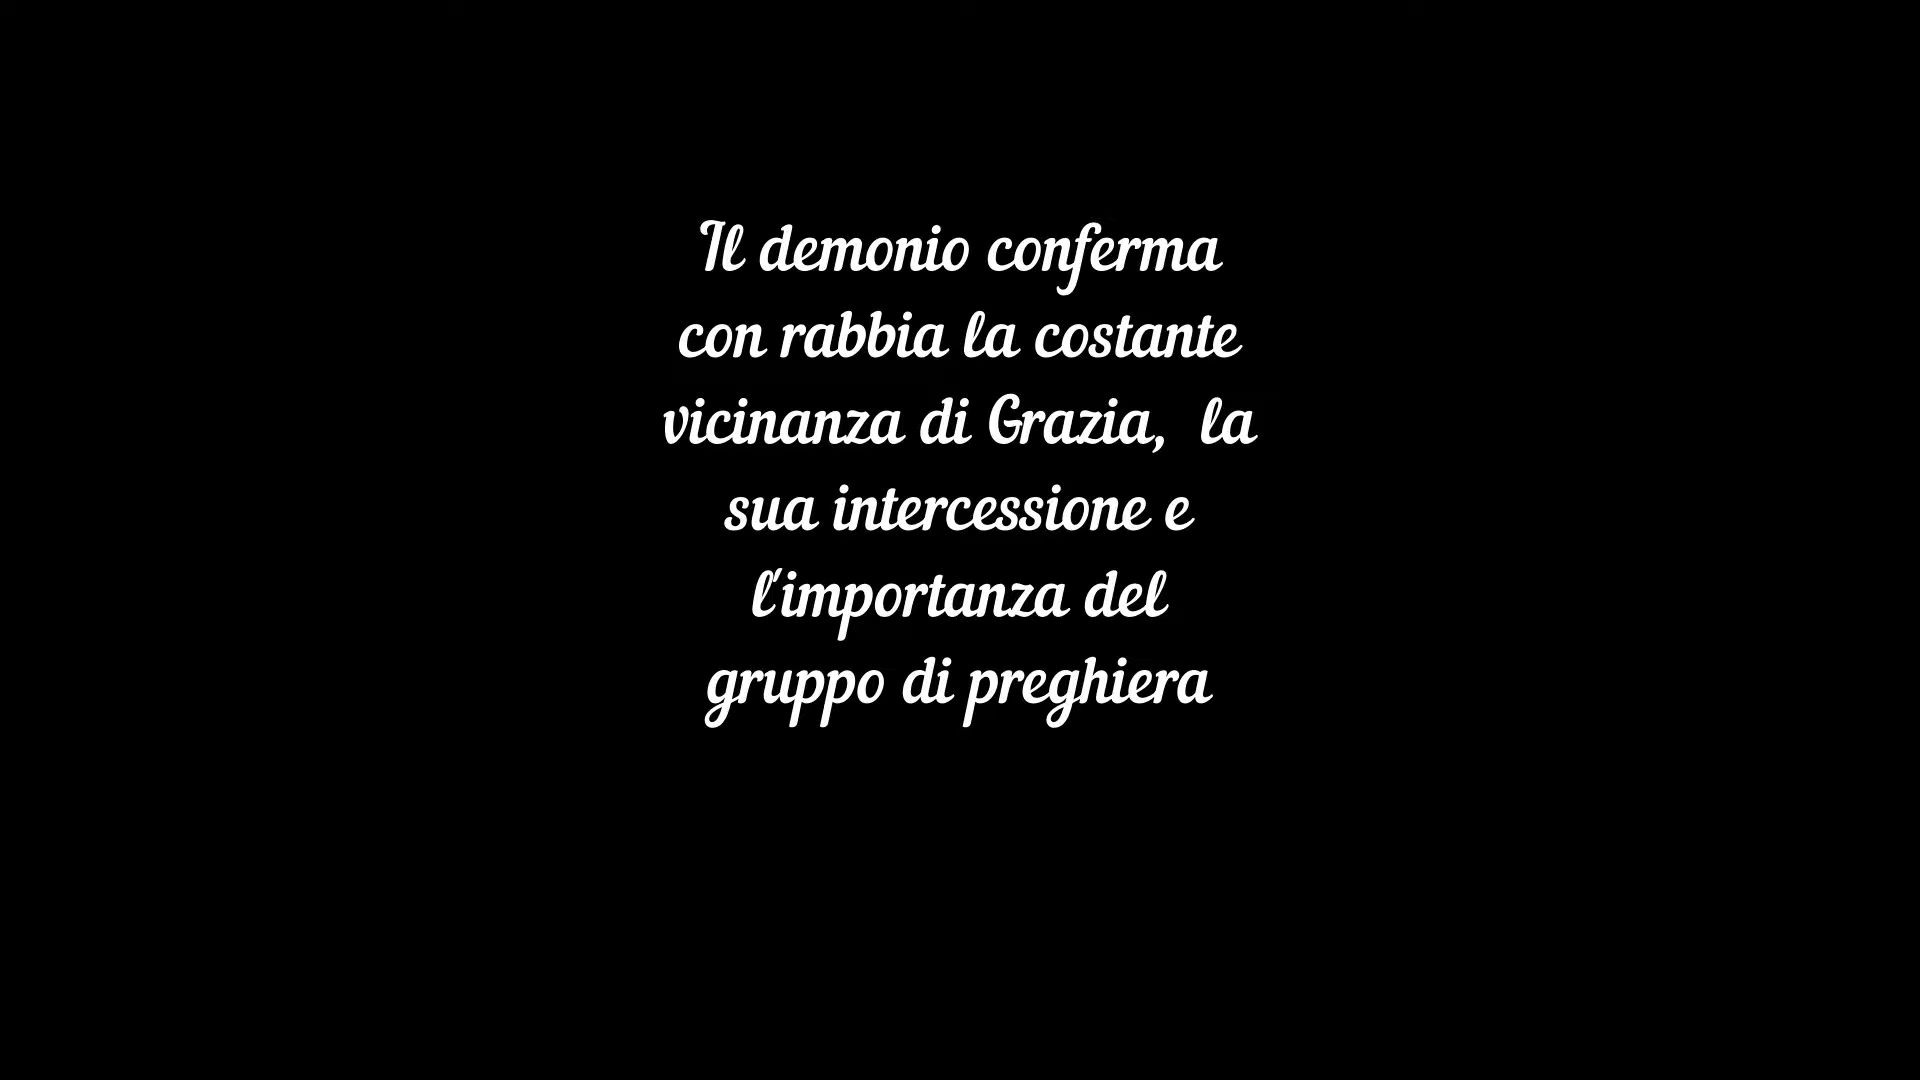 Il demonio conferma
con rabbia la costante
vicinanza di Grazia,  la
sua intercessione e
l'importanza del
gruppo di preghiera